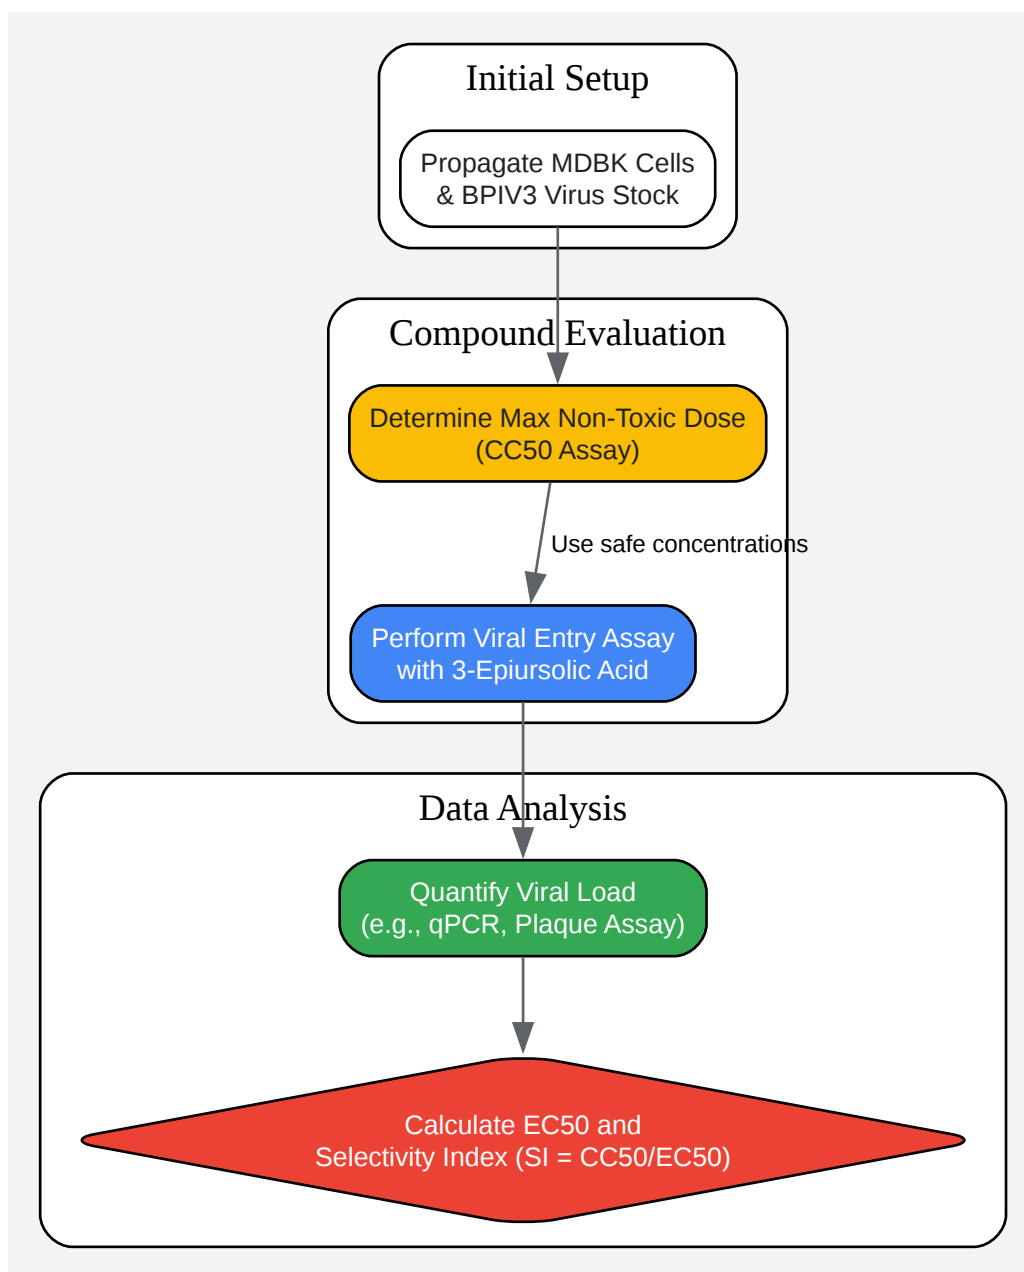 Initial Setup
Propagate MDBK Cells
& BPIV3 Virus Stock
Compound Evaluation
Determine Max Non-Toxic Dose
(CC50 Assay)
Use safe concentrations
Perform Viral Entry Assay
with 3-Epiursolic Acid
Data Analysis
Quantify Viral Load
(e.g., qPCR, Plaque Assay)
Calculate EC50 and
Selectivity Index (SI = CC50/EC50)